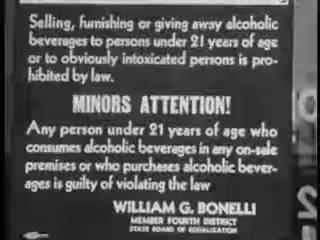 Selling, furnishing or giving away alcoholic
beverages to persons under 21 years of age
or to obviously intoxicated persons is pro-
hibited by law.
MINORS ATTENTION!
Any person under 21 years of age who
consumes alcoholic beverages in any on-sale
premises or who purchases alcoholic bever-
ages is guilty of violating the law
WILLIAM G. BONELLI
MEMBER FOURTH DISTRICT
STATE BOARD OF EQUALIZATION